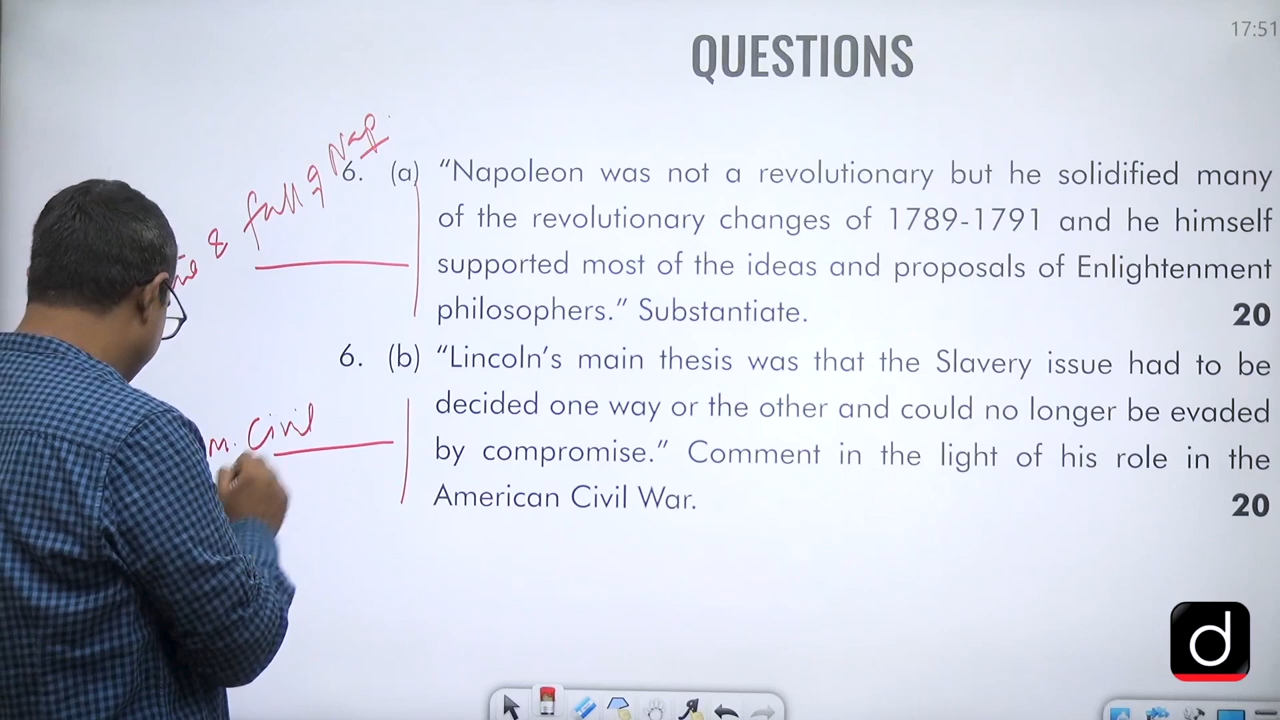 17:51
QUESTIONS
& fall of Nap.
6. (a) “Napoleon was not a revolutionary but he solidified many
of the revolutionary changes of 1789-1791 and he himself
supported most of the ideas and proposals of Enlightenment
philosophers.” Substantiate. 20
6. (b) “Lincoln’s main thesis was that the Slavery issue had to be
decided one way or the other and could no longer be evaded
by compromise.” Comment in the light of his role in the
American Civil War. 20
Civil
d